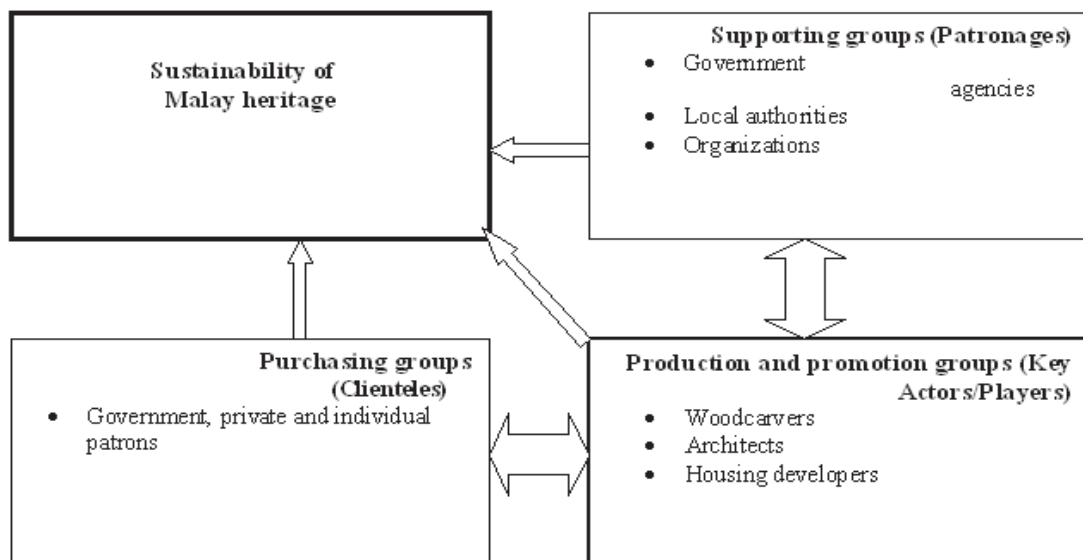 Sustainability of
Malay heritage
Supporting groups (Patronages)
• Government
agencies
• Local authorities
• Organizations
Purchasing groups
(Clienteles)
• Government, private and individual
patrons
Production and promotion groups (Key
Actors/Players)
• Woodcarvers
• Architects
• Housing developers